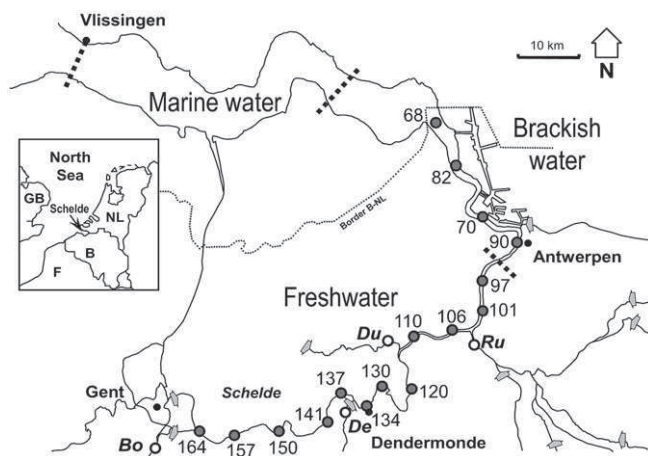 Vlissingen
10 km
N
Marine water
68
Brackish
water
82
North
Sea
GB
Schelde
NL
B
F
Border B-NL
70
90
Antwerpen
97
Freshwater
101
106
110
Du
Ru
130
137
120
Gent
Schelde
141
De
134
Dendermonde
Bo
164
157
150